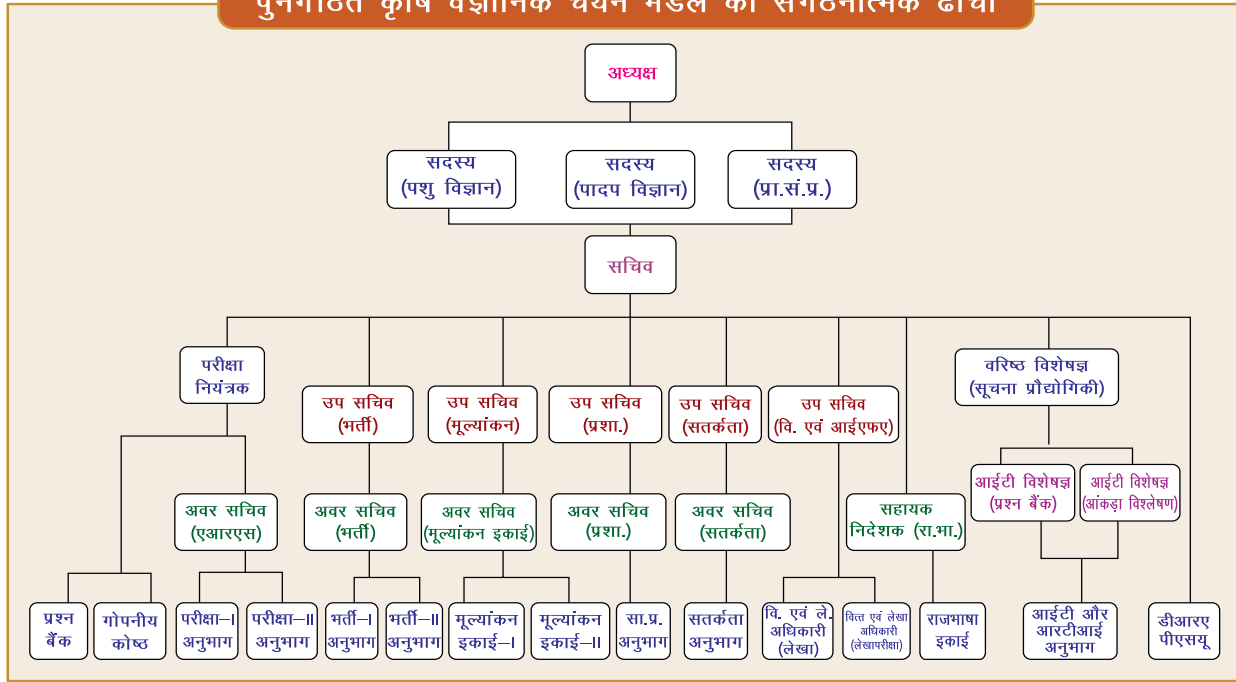 पुनर्गठित कृषि वैज्ञानिक चयन मंडल का संगठनात्मक ढांचा
अध्यक्ष
सदस्य
(पशु विज्ञान)
सदस्य
(पादप विज्ञान)
सदस्य
(प्रा.सं.प्र.)
सचिव
परीक्षा
नियंत्रक
वरिष्ठ विशेषज्ञ
(सूचना प्रौद्योगिकी)
उप सचिव
(भर्ती)
उप सचिव
(मूल्यांकन)
उप सचिव
(प्रशा.)
उप सचिव
(सतर्कता)
उप सचिव
(वि. एवं आईएफए)
आईटी विशेषज्ञ
(प्रश्न बैंक)
आईटी विशेषज्ञ
(आंकड़ा विश्लेषण)
अवर सचिव
(एआरएस)
अवर सचिव
(भर्ती)
अवर सचिव
(मूल्यांकन इकाई)
अवर सचिव
(प्रशा.)
अवर सचिव
(सतर्कता)
सहायक
निदेशक (रा.भा.)
प्रश्न
बैंक
गोपनीय
कोष्ठ
परीक्षा–I
अनुभाग
परीक्षा–II
अनुभाग
भर्ती–I
अनुभाग
भर्ती–II
अनुभाग
मूल्यांकन
इकाई–I
मूल्यांकन
इकाई–II
सा.प्र.
अनुभाग
सतर्कता
अनुभाग
वि. एवं ले.
अधिकारी
(लेखा)
वित्त एवं लेखा
अधिकारी
(लेखापरीक्षा)
राजभाषा
इकाई
आईटी और
आरटीआई
अनुभाग
डीआरए
पीएसयू